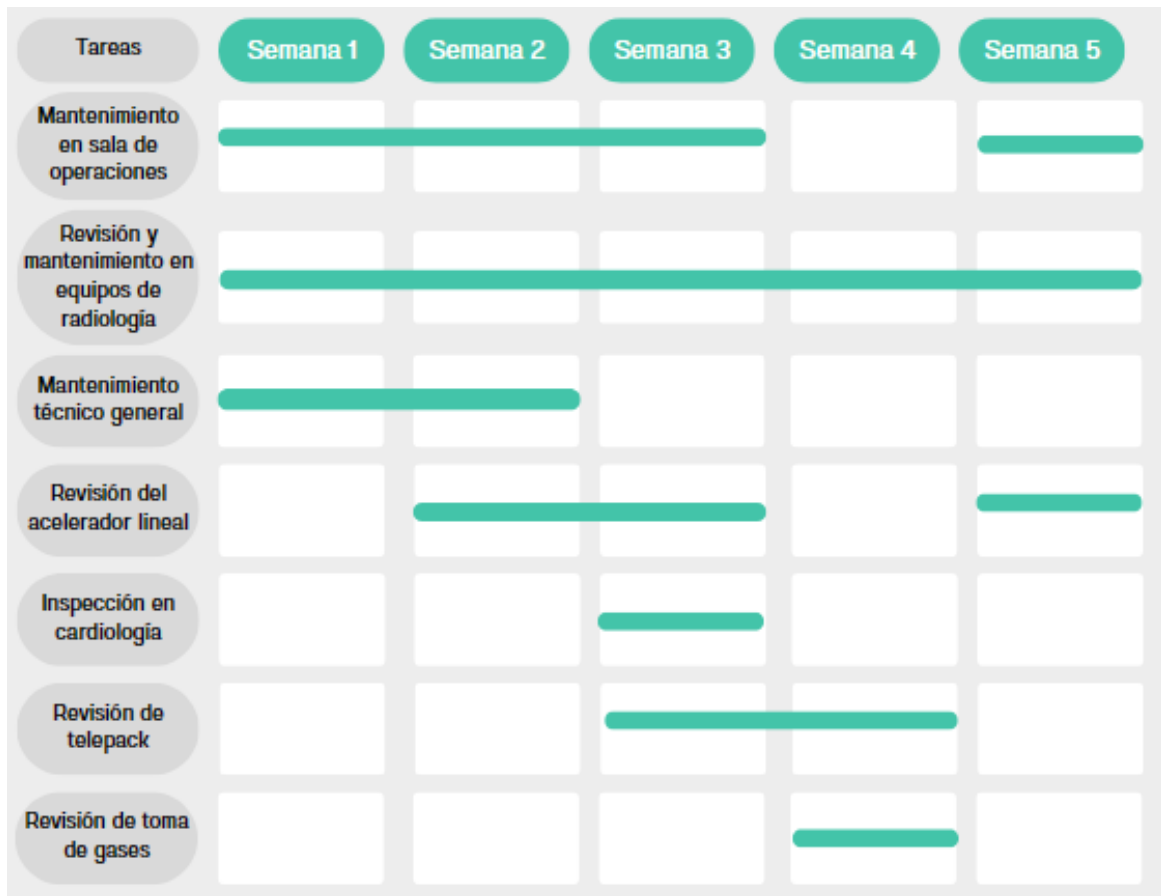 Tareas
Semana 1
Semana 2
Semana 3
Semana 4
Semana 5
Mantenimiento
en sala de
operaciones
Revisión y
mantenimiento en
equipos de
radiología
Mantenimiento
técnico general
Revisión del
acelerador lineal
Inspección en
cardiología
Revisión de
telepack
Revisión de toma
de gases